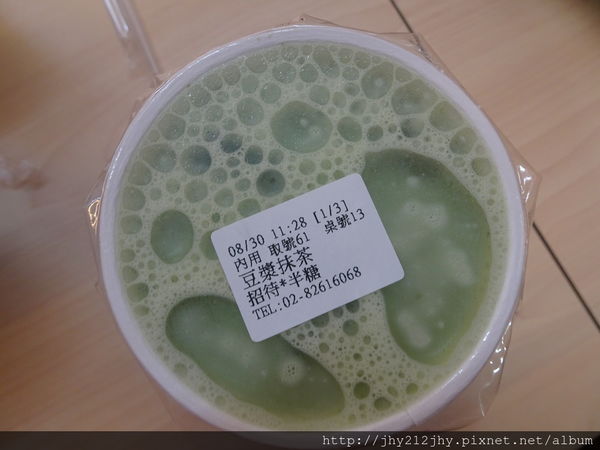 08/30 11:28 [1/3]
內用 取號61 桌號13
豆漿抹茶
招待*半糖
TEL:02-82616068
http://jhy212jhy.pixnet.net/album